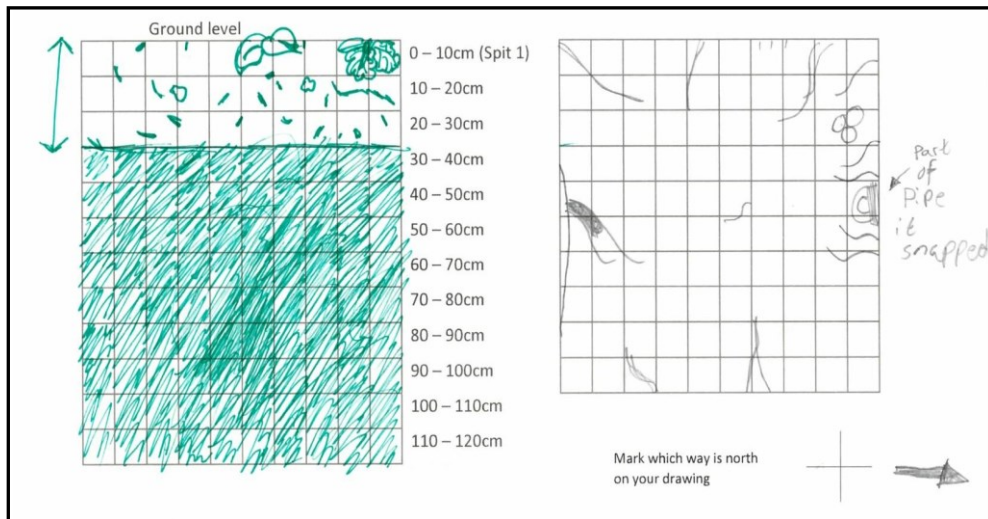 Ground level
0 – 10cm (Spit 1)
10 – 20cm
20 – 30cm
30 – 40cm
40 – 50cm
50 – 60cm
60 – 70cm
70 – 80cm
80 – 90cm
90 – 100cm
100 – 110cm
110 – 120cm
part
of
Pipe
it
snapped
Mark which way is north
on your drawing